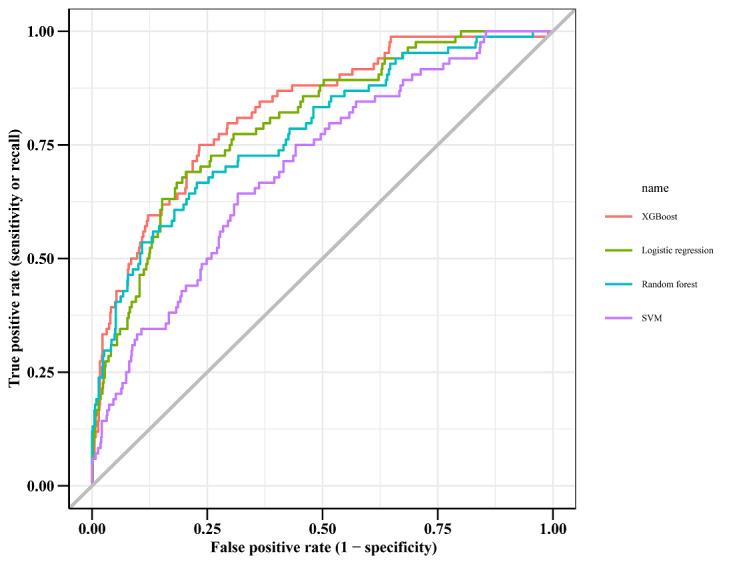 1.00
0.75
0.50
0.25
0.00
True positive rate (sensitivity or recall)
0.00 0.25 0.50 0.75 1.00
False positive rate (1 − specificity)
name
XGBoost
Logistic regression
Random forest
SVM